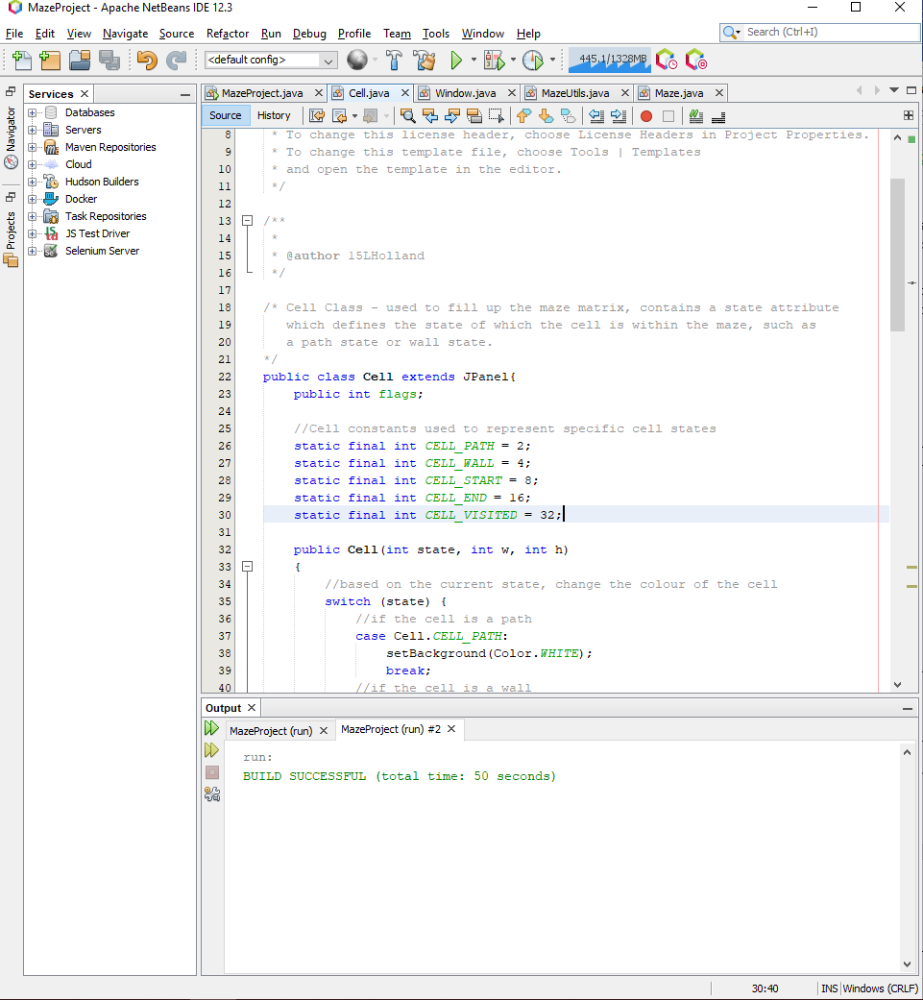 MazeProject - Apache NetBeans IDE 12.3
File Edit View Navigate Source Refactor Run Debug Profile Team Tools Window Help
Search (Ctrl+I)
<default config>
445.1/1328MB
Navigator
Projects
Services
Databases
Servers
Maven Repositories
Cloud
Hudson Builders
Docker
Task Repositories
JS Test Driver
Selenium Server
MazeProject.java Cell.java Window.java MazeUtils.java Maze.java
Source History
8 * To change this license header, choose License Headers in Project Properties.
9 * To change this template file, choose Tools | Templates
10 * and open the template in the editor.
11 */
12
13 /**
14 *
15 * @author 15LHolland
16 */
17
18 /* Cell Class - used to fill up the maze matrix, contains a state attribute
19 which defines the state of which the cell is within the maze, such as
20 a path state or wall state.
21 */
22 public class Cell extends JPanel{
23 public int flags;
24
25 //Cell constants used to represent specific cell states
26 static final int CELL_PATH = 2;
27 static final int CELL_WALL = 4;
28 static final int CELL_START = 8;
29 static final int CELL_END = 16;
30 static final int CELL_VISITED = 32;
31
32 public Cell(int state, int w, int h)
33 {
34 //based on the current state, change the colour of the cell
35 switch (state) {
36 //if the cell is a path
37 case Cell.CELL_PATH:
38 setBackground(Color.WHITE);
39 break;
40 //if the cell is a wall
Output
MazeProject (run) MazeProject (run) #2
run:
BUILD SUCCESSFUL (total time: 50 seconds)
30:40 INS Windows (CRLF)